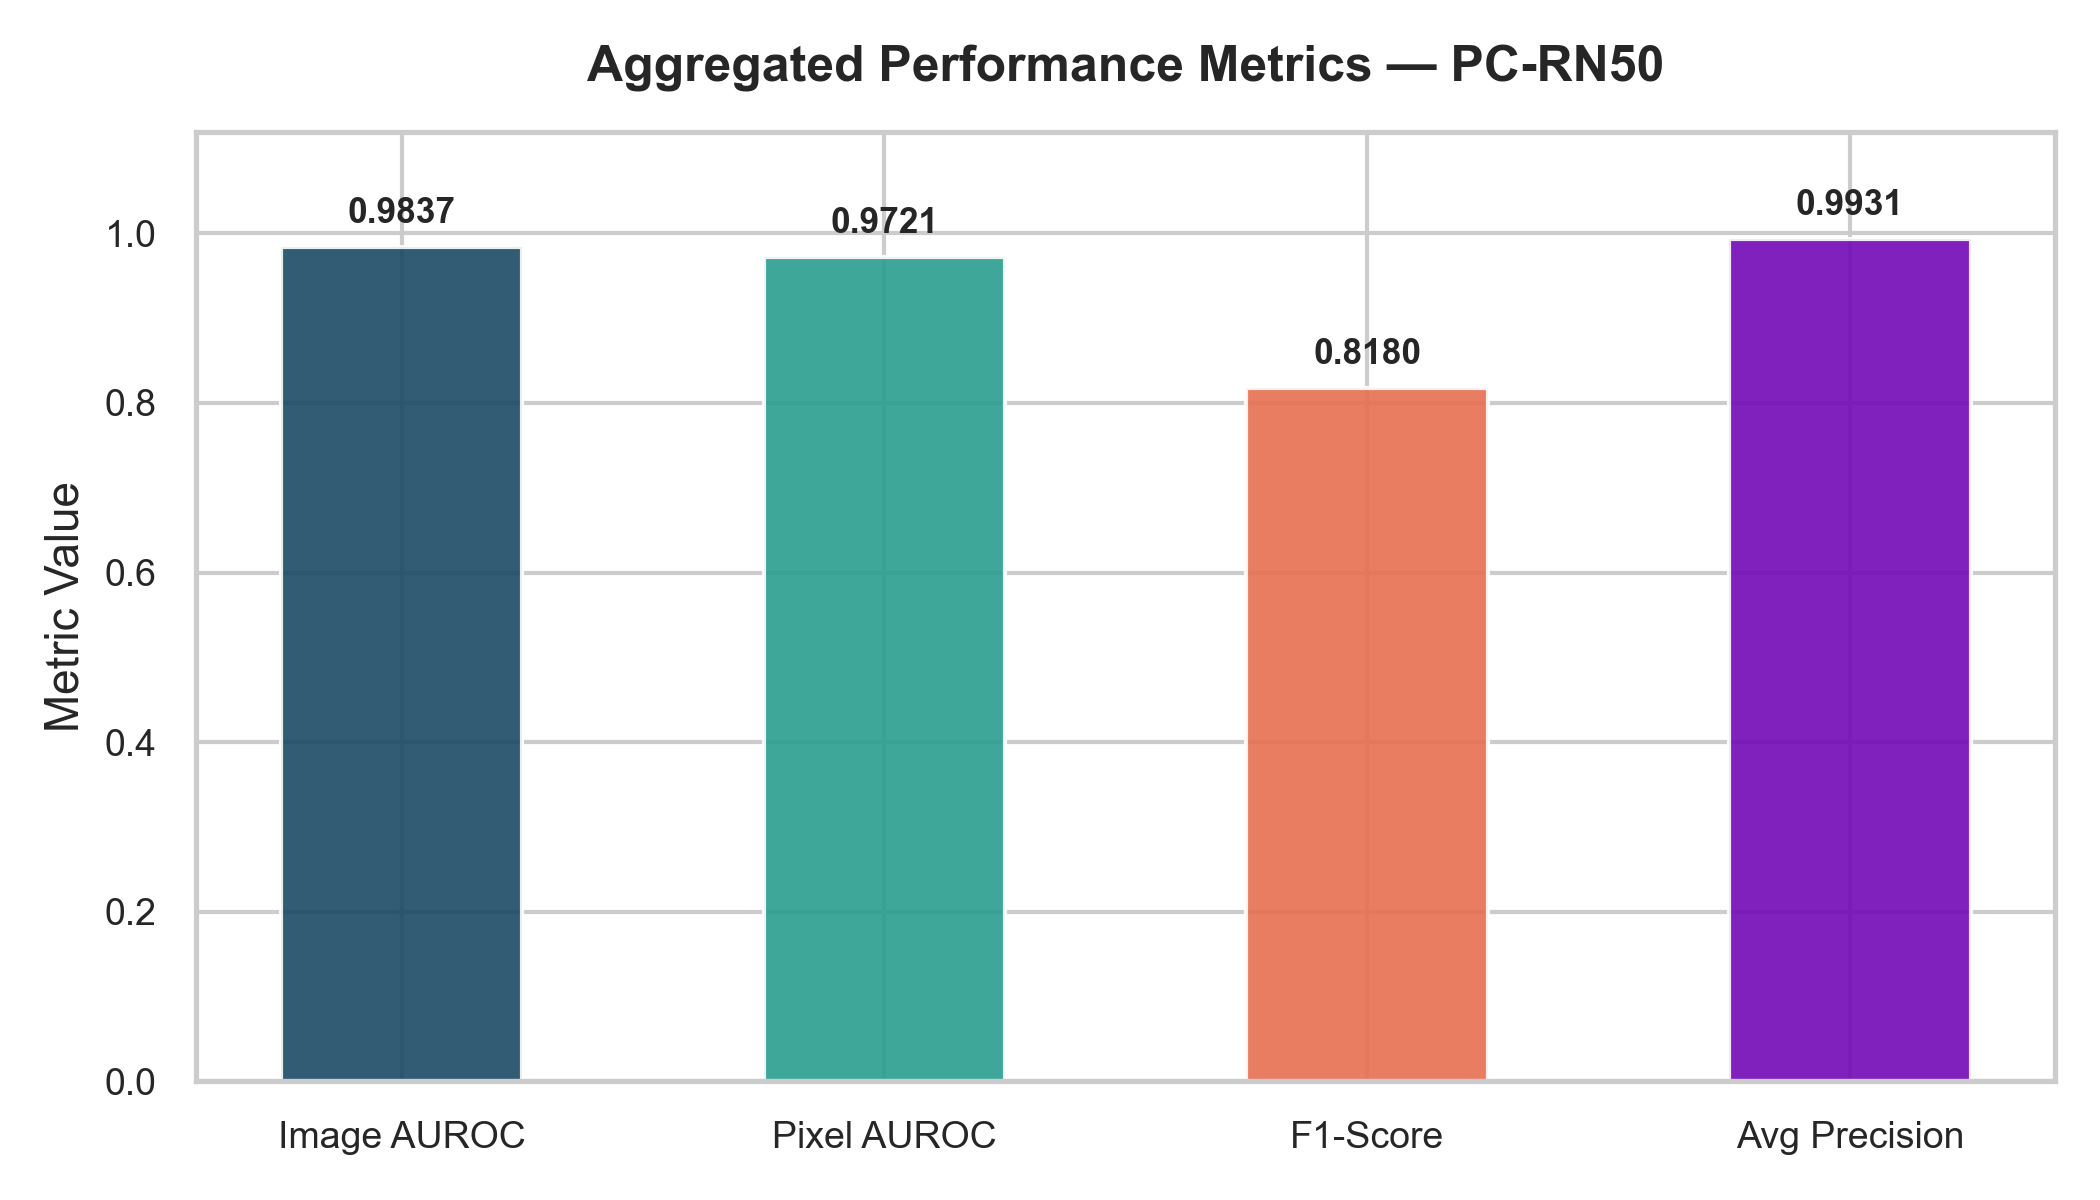 Aggregated Performance Metrics — PC-RN50
0.9837
0.9721
0.8180
0.9931
1.0
0.8
0.6
0.4
0.2
0.0
Metric Value
Image AUROC
Pixel AUROC
F1-Score
Avg Precision